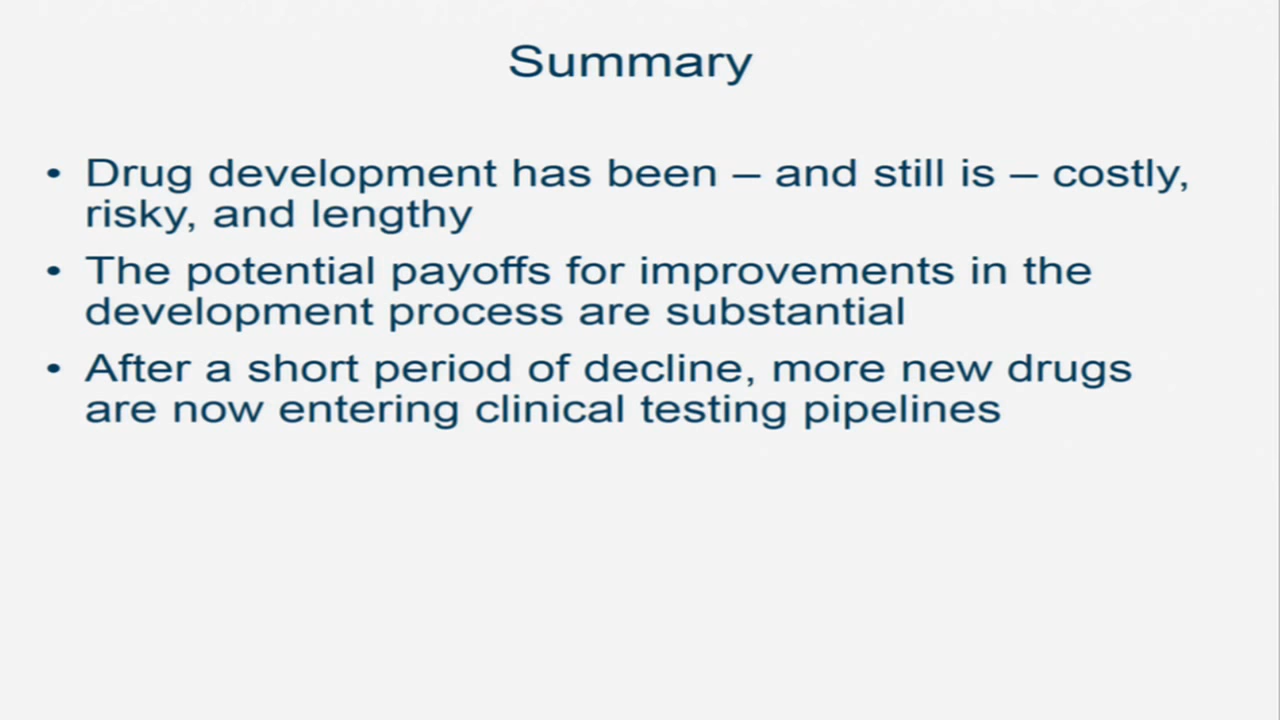 Summary
• Drug development has been – and still is – costly,
risky, and lengthy
• The potential payoffs for improvements in the
development process are substantial
• After a short period of decline, more new drugs
are now entering clinical testing pipelines